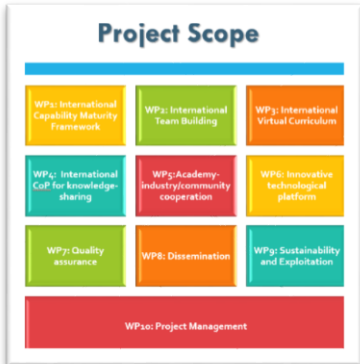 Project Scope
WP1: International
Capability Maturity
Framework
WP2: International
Team Building
WP3: International
Virtual Curriculum
WP4: International
CoP for knowledge-
sharing
WP5:Academy-
industry/community
cooperation
WP6: Innovative
technological
platform
WP7: Quality
assurance
WP8: Dissemination
WP9: Sustainability
and Exploitation
WP10: Project Management